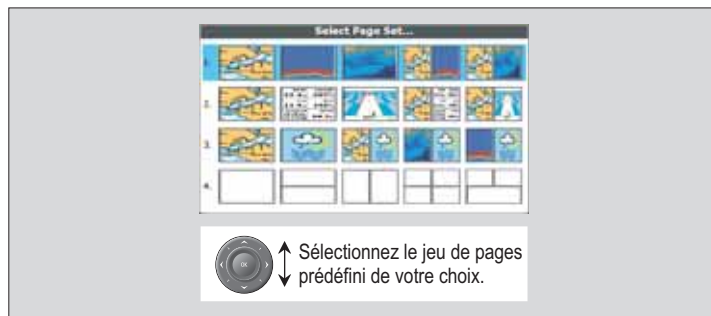 Select Page Set...
1.
2.
3.
4.
OK
Sélectionnez le jeu de pages
prédéfini de votre choix.